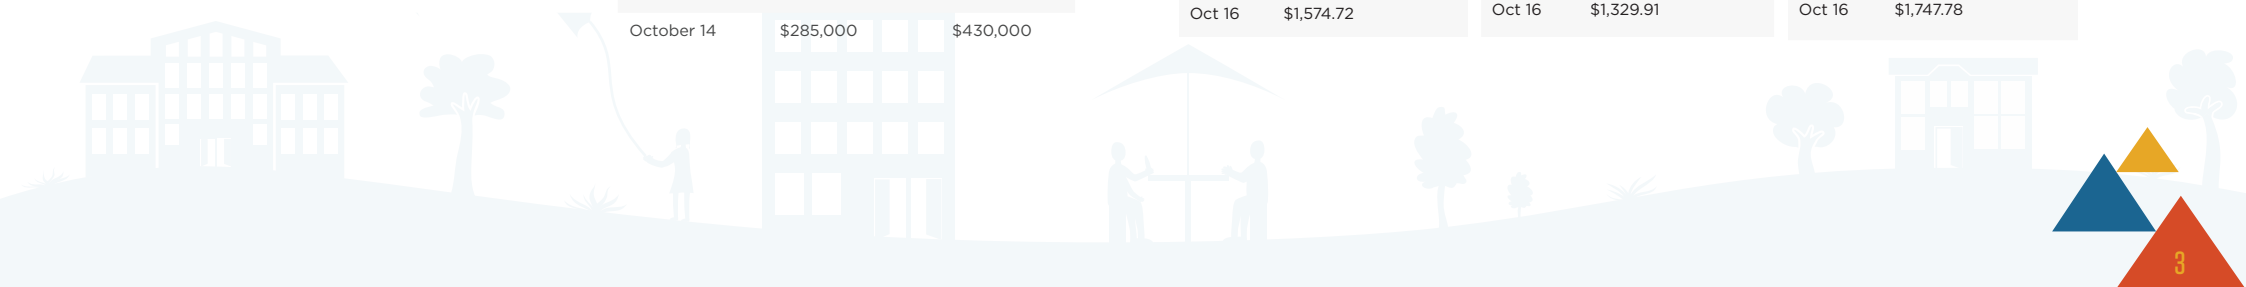 October 14 $285,000 $430,000
Oct 16 $1,574.72
Oct 16 $1,329.91
Oct 16 $1,747.78
3